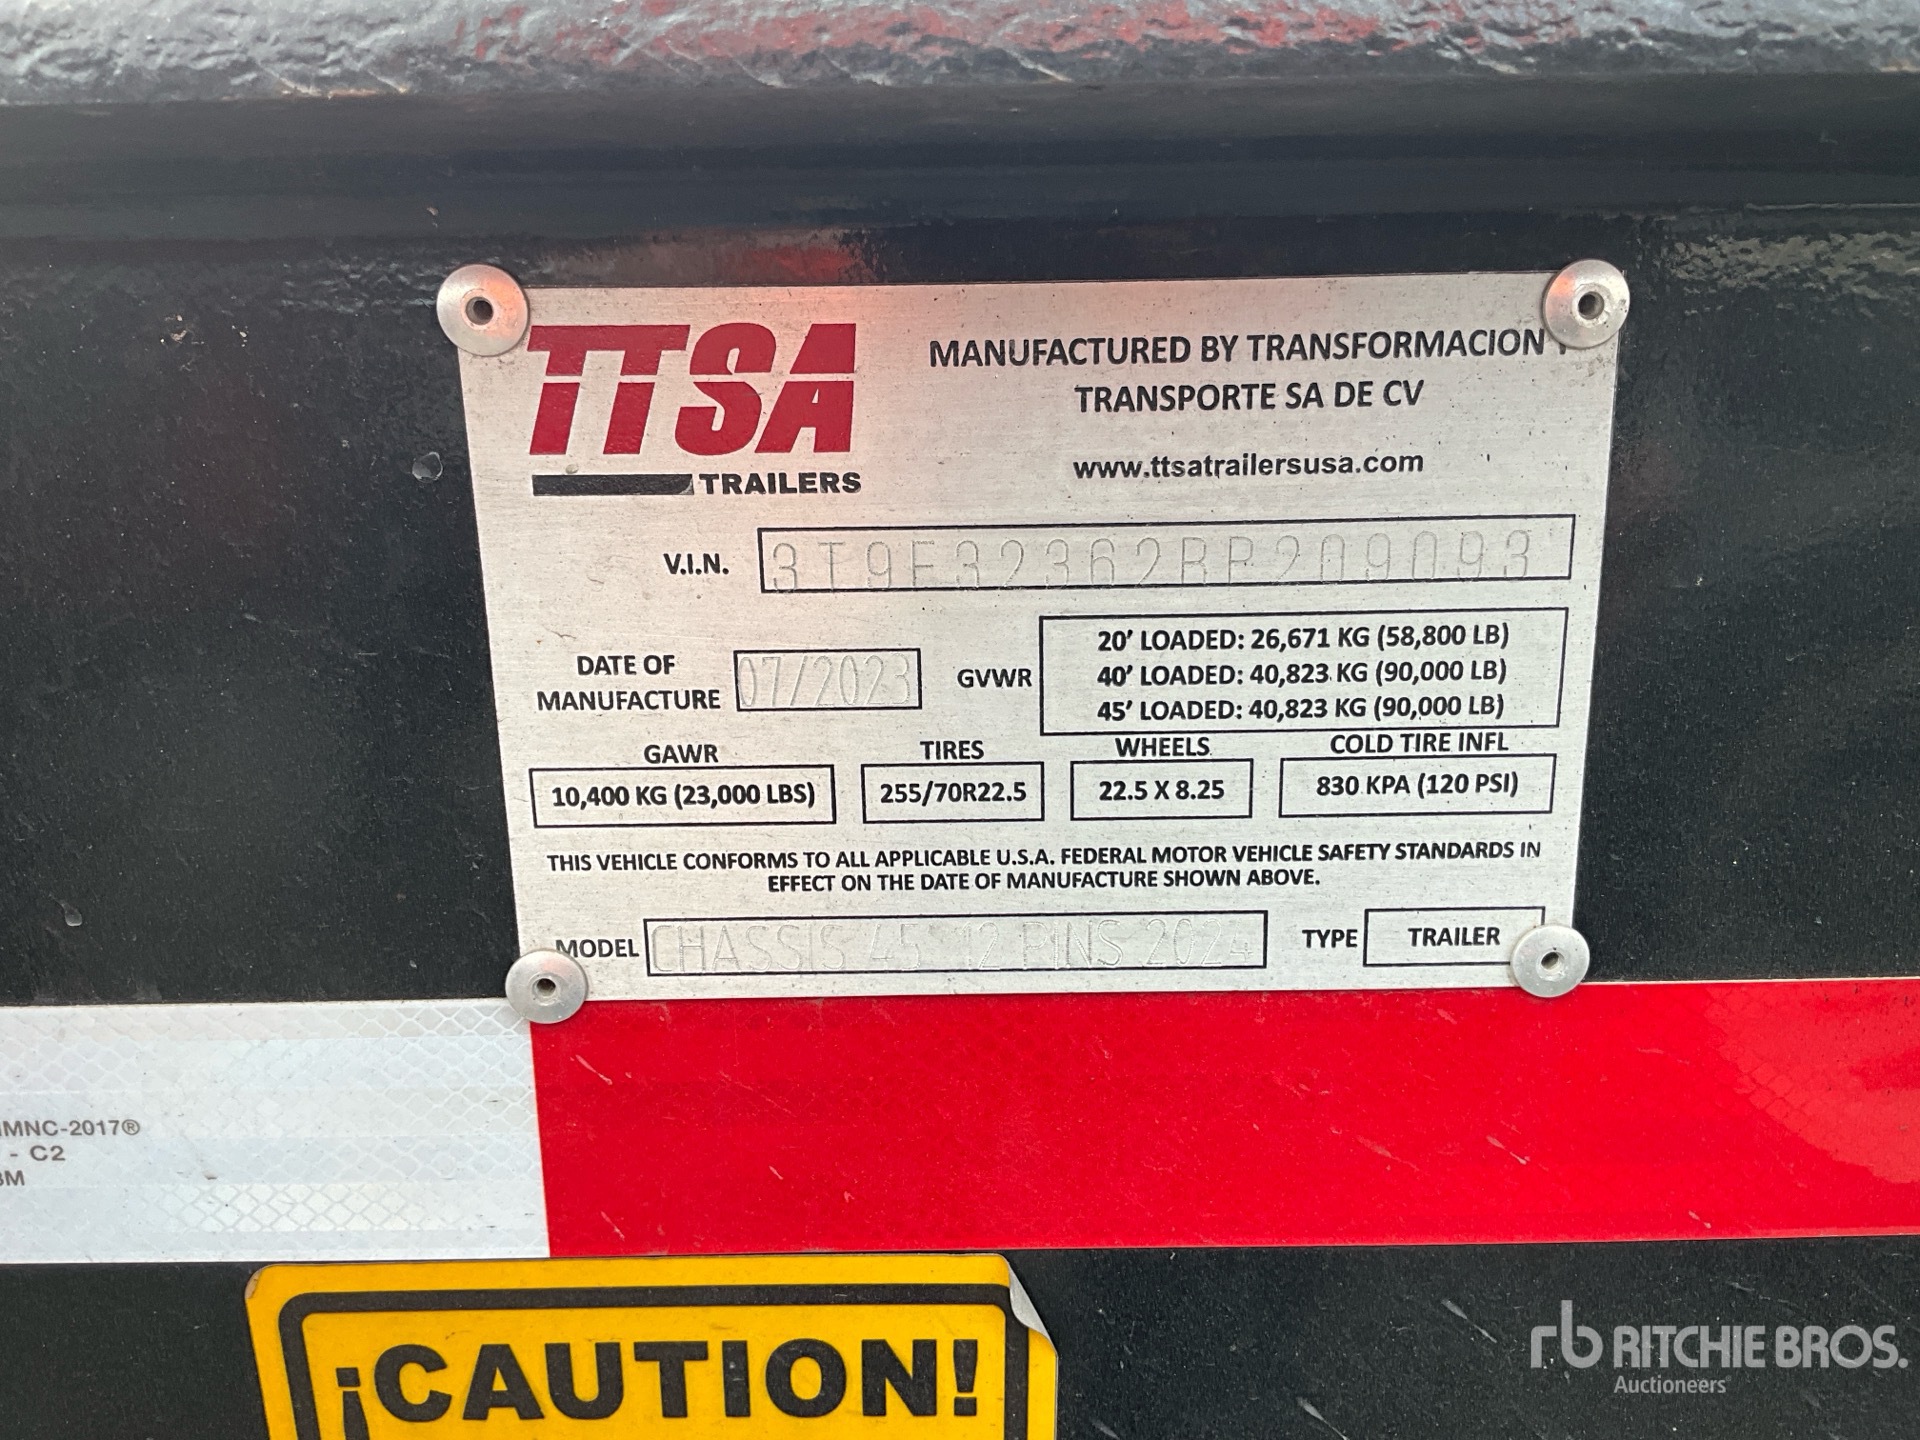 TTSA
TRAILERS
MANUFACTURED BY TRANSFORMACION
TRANSPORTE SA DE CV
www.ttsatrailersusa.com
V.I.N. 3T9E32362RR209093
DATE OF
MANUFACTURE 07/2023
GVWR
20' LOADED: 26,671 KG (58,800 LB)
40' LOADED: 40,823 KG (90,000 LB)
45' LOADED: 40,823 KG (90,000 LB)
GAWR TIRES WHEELS COLD TIRE INFL
10,400 KG (23,000 LBS) 255/70R22.5 22.5 X 8.25 830 KPA (120 PSI)
THIS VEHICLE CONFORMS TO ALL APPLICABLE U.S.A. FEDERAL MOTOR VEHICLE SAFETY STANDARDS IN
EFFECT ON THE DATE OF MANUFACTURE SHOWN ABOVE.
MODEL CHASSIS 45' 12 PINS 2024 TYPE TRAILER
MNC-2017®
- C2
3M
¡CAUTION!
rb RITCHIE BROS.
Auctioneers